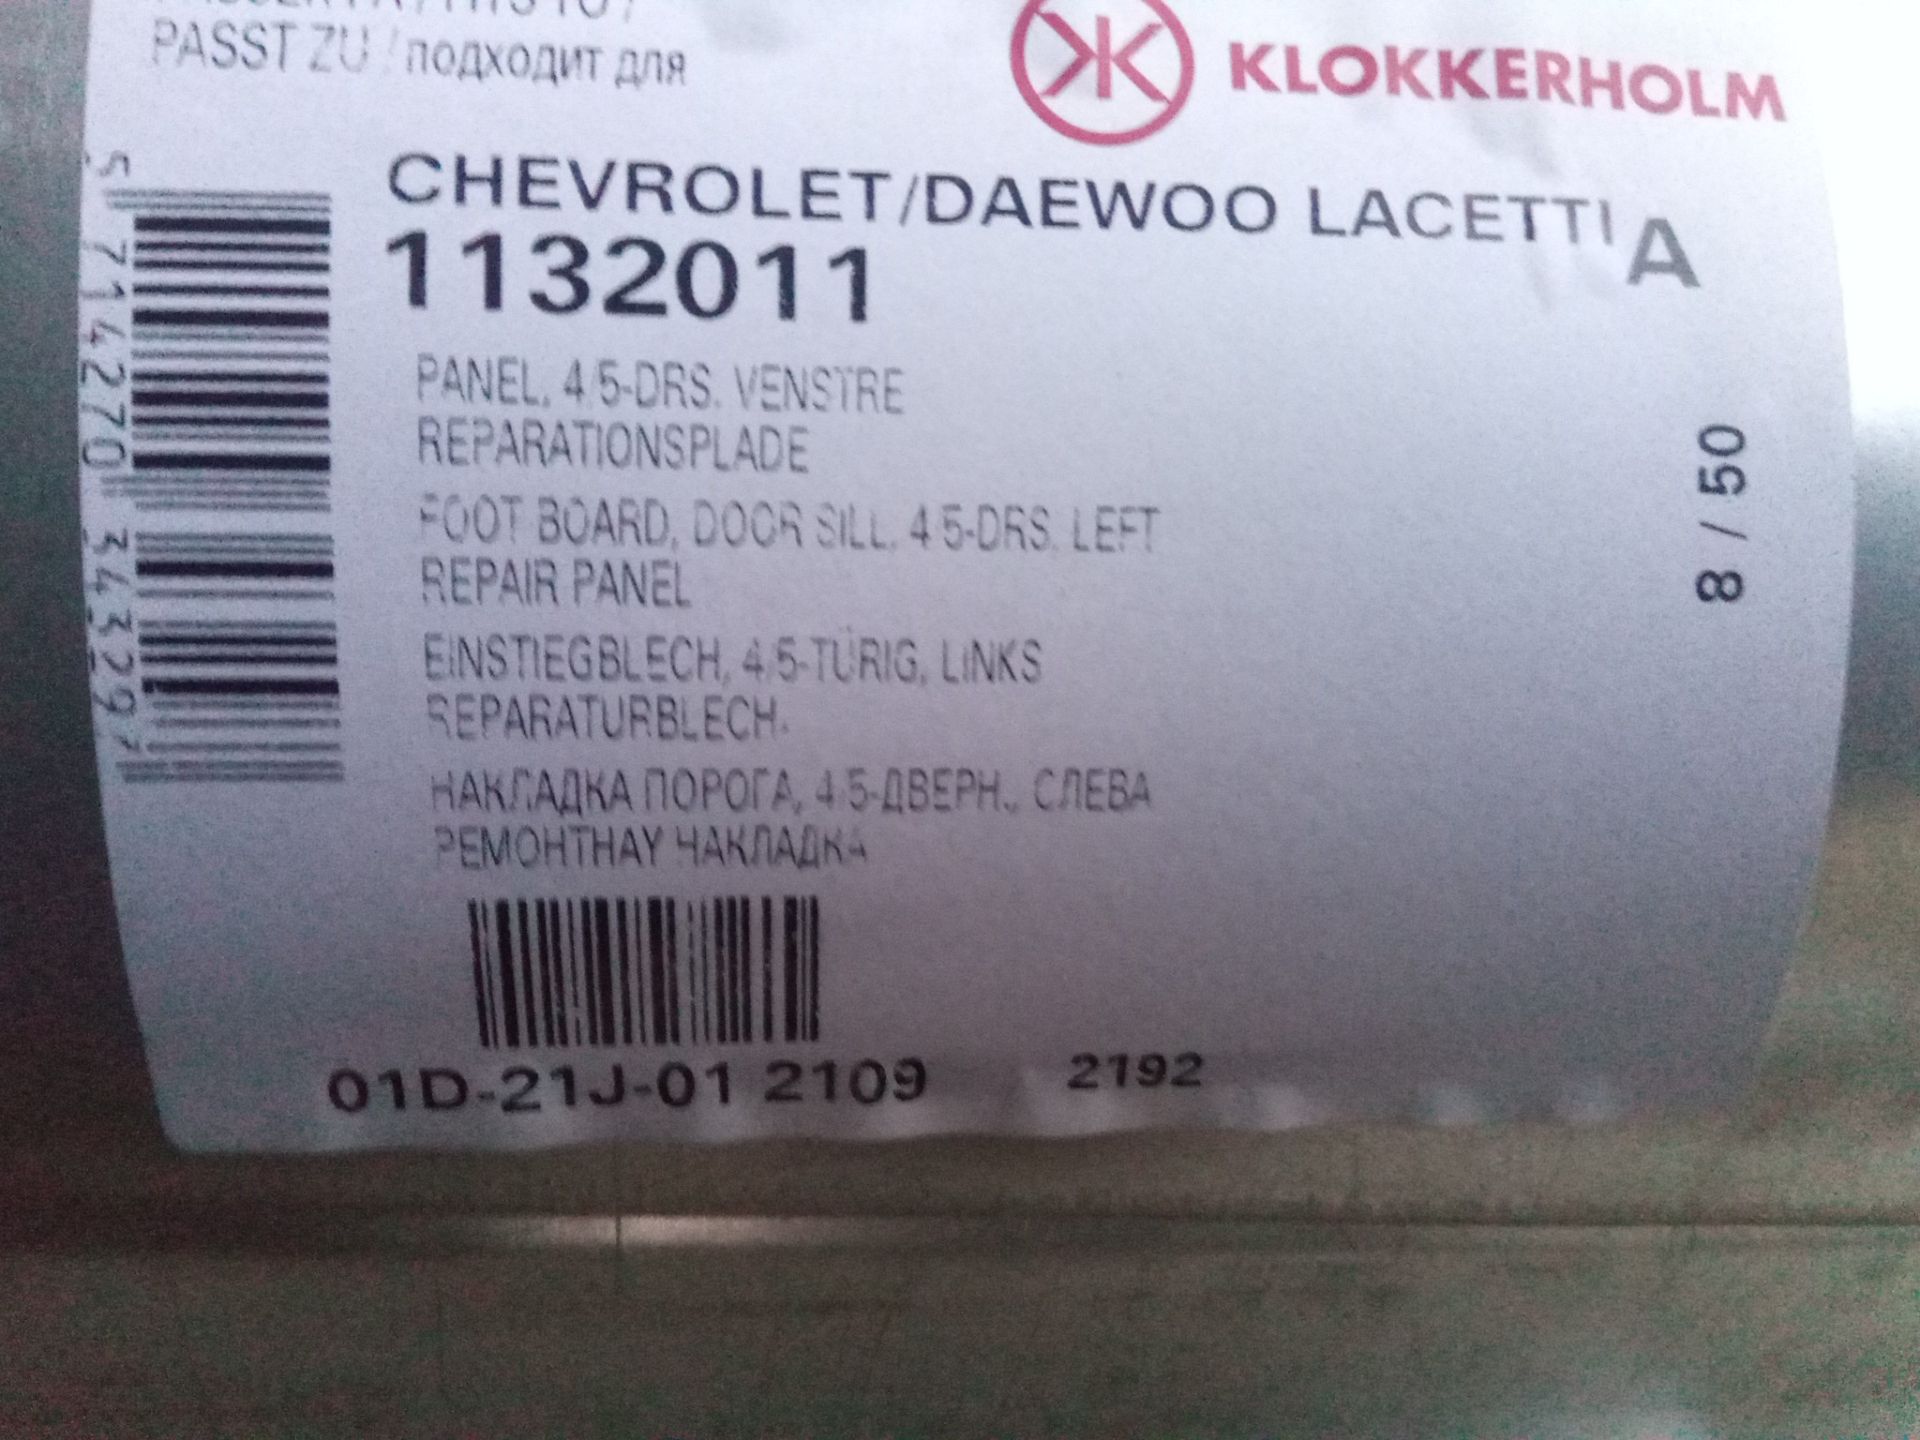 PASST ZU / подходит для
KLOKKERHOLM
CHEVROLET/DAEWOO LACETTI A
1132011
PANEL, 4/5-DRS. VENSTRE
REPARATIONSPLADE
FOOT BOARD, DOOR SILL, 4/5-DRS. LEFT
REPAIR PANEL
EINSTIEGBLECH, 4/5-TÜRIG, LINKS
REPARATURBLECH
НАКЛАДКА ПОРОГА, 4/5-ДВЕРН., СЛЕВА
РЕМОНТНАY НАКЛАДКА
8 / 50
5 714270 343297
01D-21J-01 2109 2192